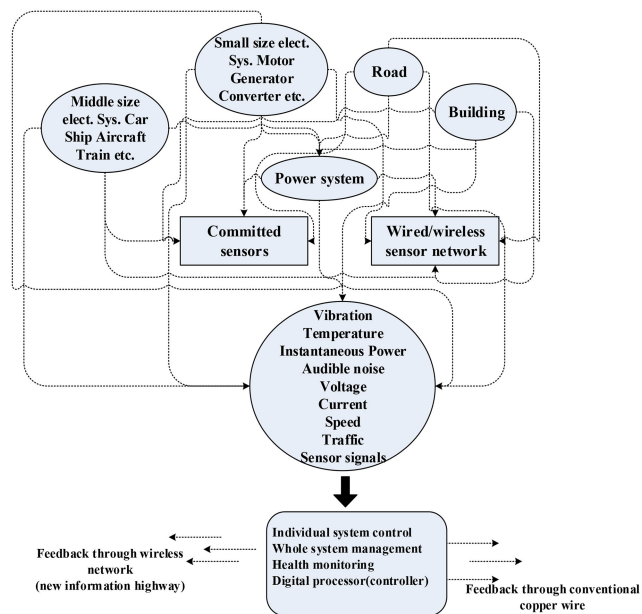 Small size elect.
Sys. Motor
Generator
Converter etc.
Road
Building
Middle size
elect. Sys. Car
Ship Aircraft
Train etc.
Power system
Committed
sensors
Wired/wireless
sensor network
Vibration
Temperature
Instantaneous Power
Audible noise
Voltage
Current
Speed
Traffic
Sensor signals
Individual system control
Whole system management
Health monitoring
Digital processor(controller)
Feedback through wireless
network
(new information highway)
Feedback through conventional
copper wire